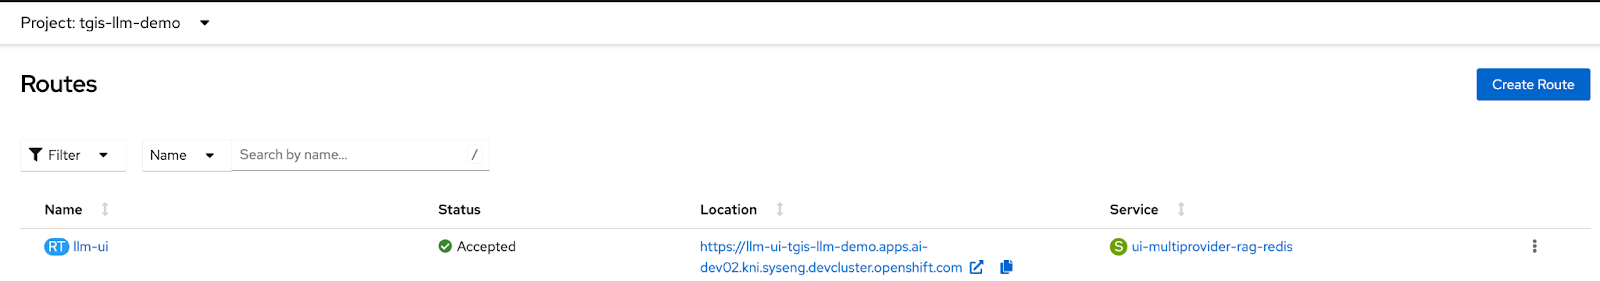 Project: tgis-llm-demo
Routes
Create Route
Filter
Name
Search by name...
/
Name
Status
Location
Service
RT llm-ui
Accepted
https://llm-ui-tgis-llm-demo.apps.ai-
dev02.kni.syseng.devcluster.openshift.com
S ui-multiprovider-rag-redis